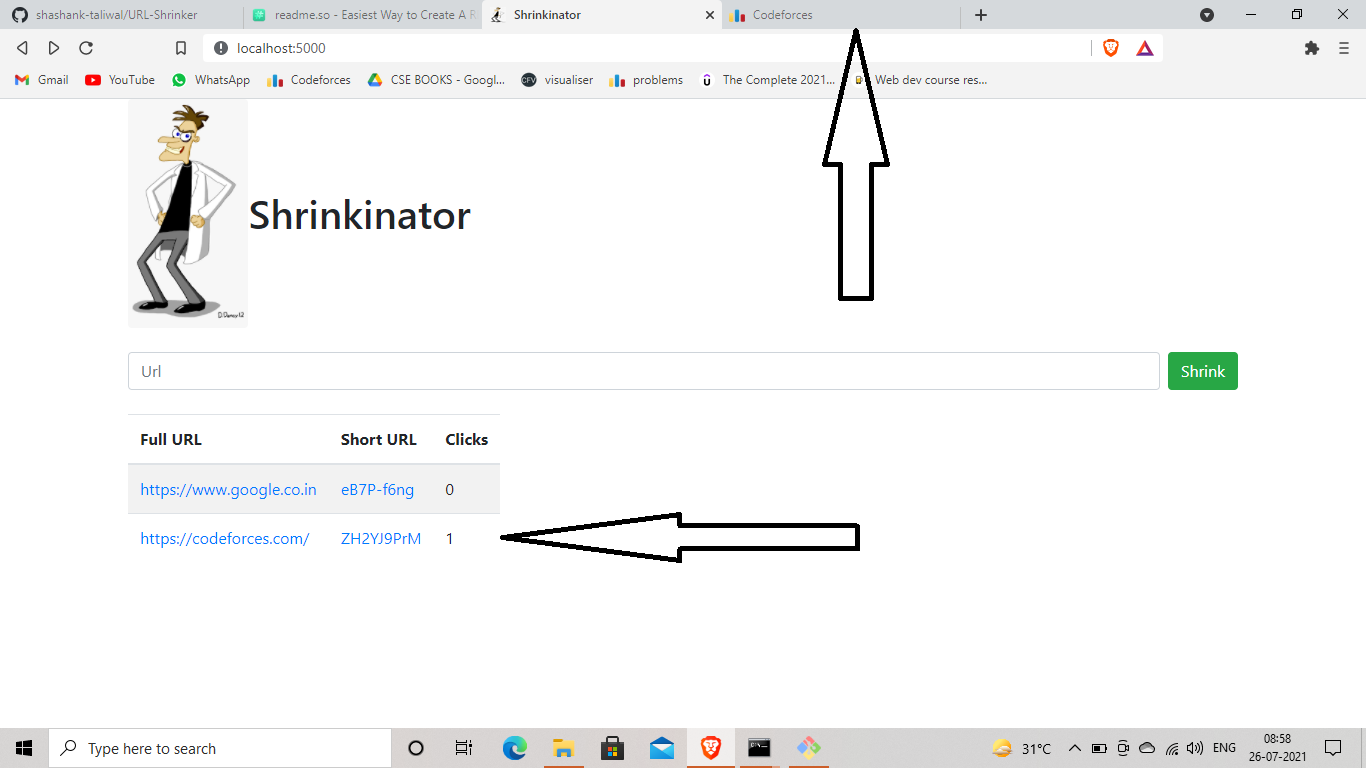 shashank-taliwal/URL-Shrinker
readme.so - Easiest Way to Create A R
Shrinkinator
Codeforces
localhost:5000
Gmail
YouTube
WhatsApp
Codeforces
CSE BOOKS - Googl...
CFV
visualiser
problems
The Complete 2021...
Web dev course res...
D.Darney12
Shrinkinator
Url
Shrink
Full URL Short URL Clicks
https://www.google.co.in eB7P-f6ng 0
https://codeforces.com/ ZH2YJ9PrM 1
Type here to search
31°C
ENG
08:58
26-07-2021